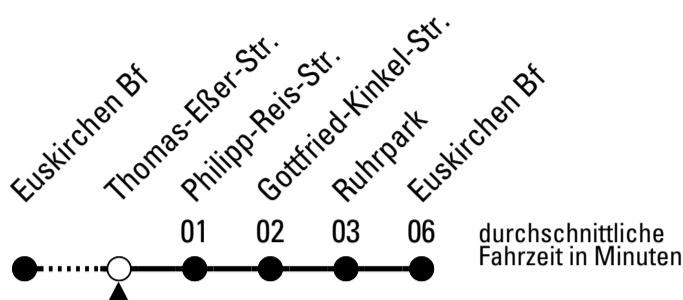 Euskirchen Bf
Thomas-Eßer-Str.
Philipp-Reis-Str.
Gottfried-Kinkel-Str.
Ruhrpark
Euskirchen Bf
01 02 03 06
durchschnittliche
Fahrzeit in Minuten